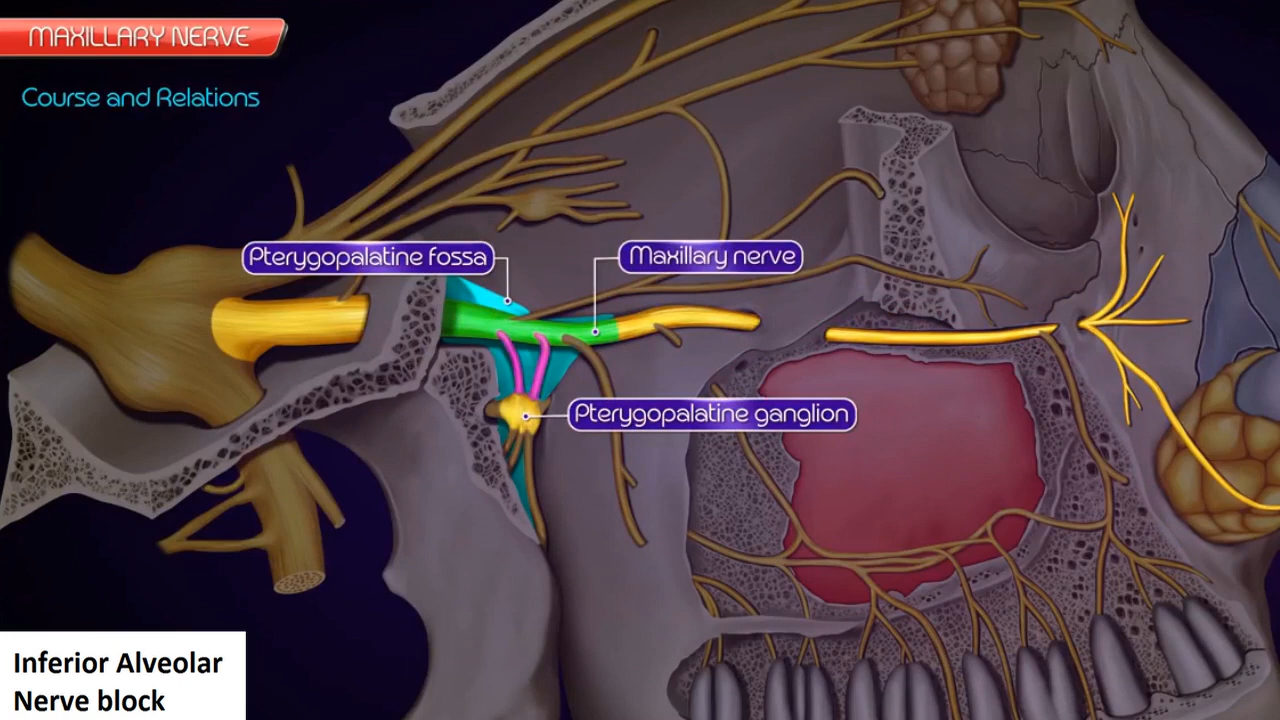 MAXILLARY NERVE
Course and Relations
Pterygopalatine fossa
Maxillary nerve
Pterygopalatine ganglion
Inferior Alveolar
Nerve block